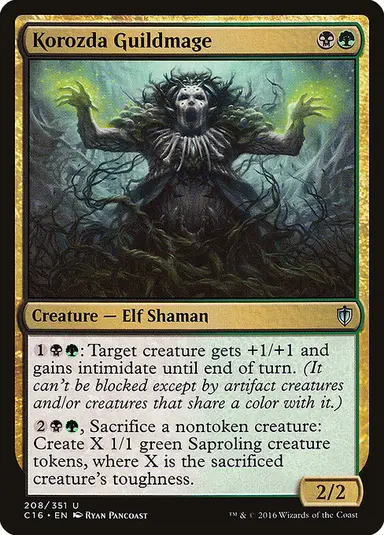 Korozda Guildmage
Creature — Elf Shaman
1: Target creature gets +1/+1 and
gains intimidate until end of turn. (It
can't be blocked except by artifact creatures
and/or creatures that share a color with it.)
2, Sacrifice a nontoken creature:
Create X 1/1 green Saproling creature
tokens, where X is the sacrificed
creature's toughness.
2/2
208/351 U
C16 • EN Ryan Pancoast
™ & © 2016 Wizards of the Coast